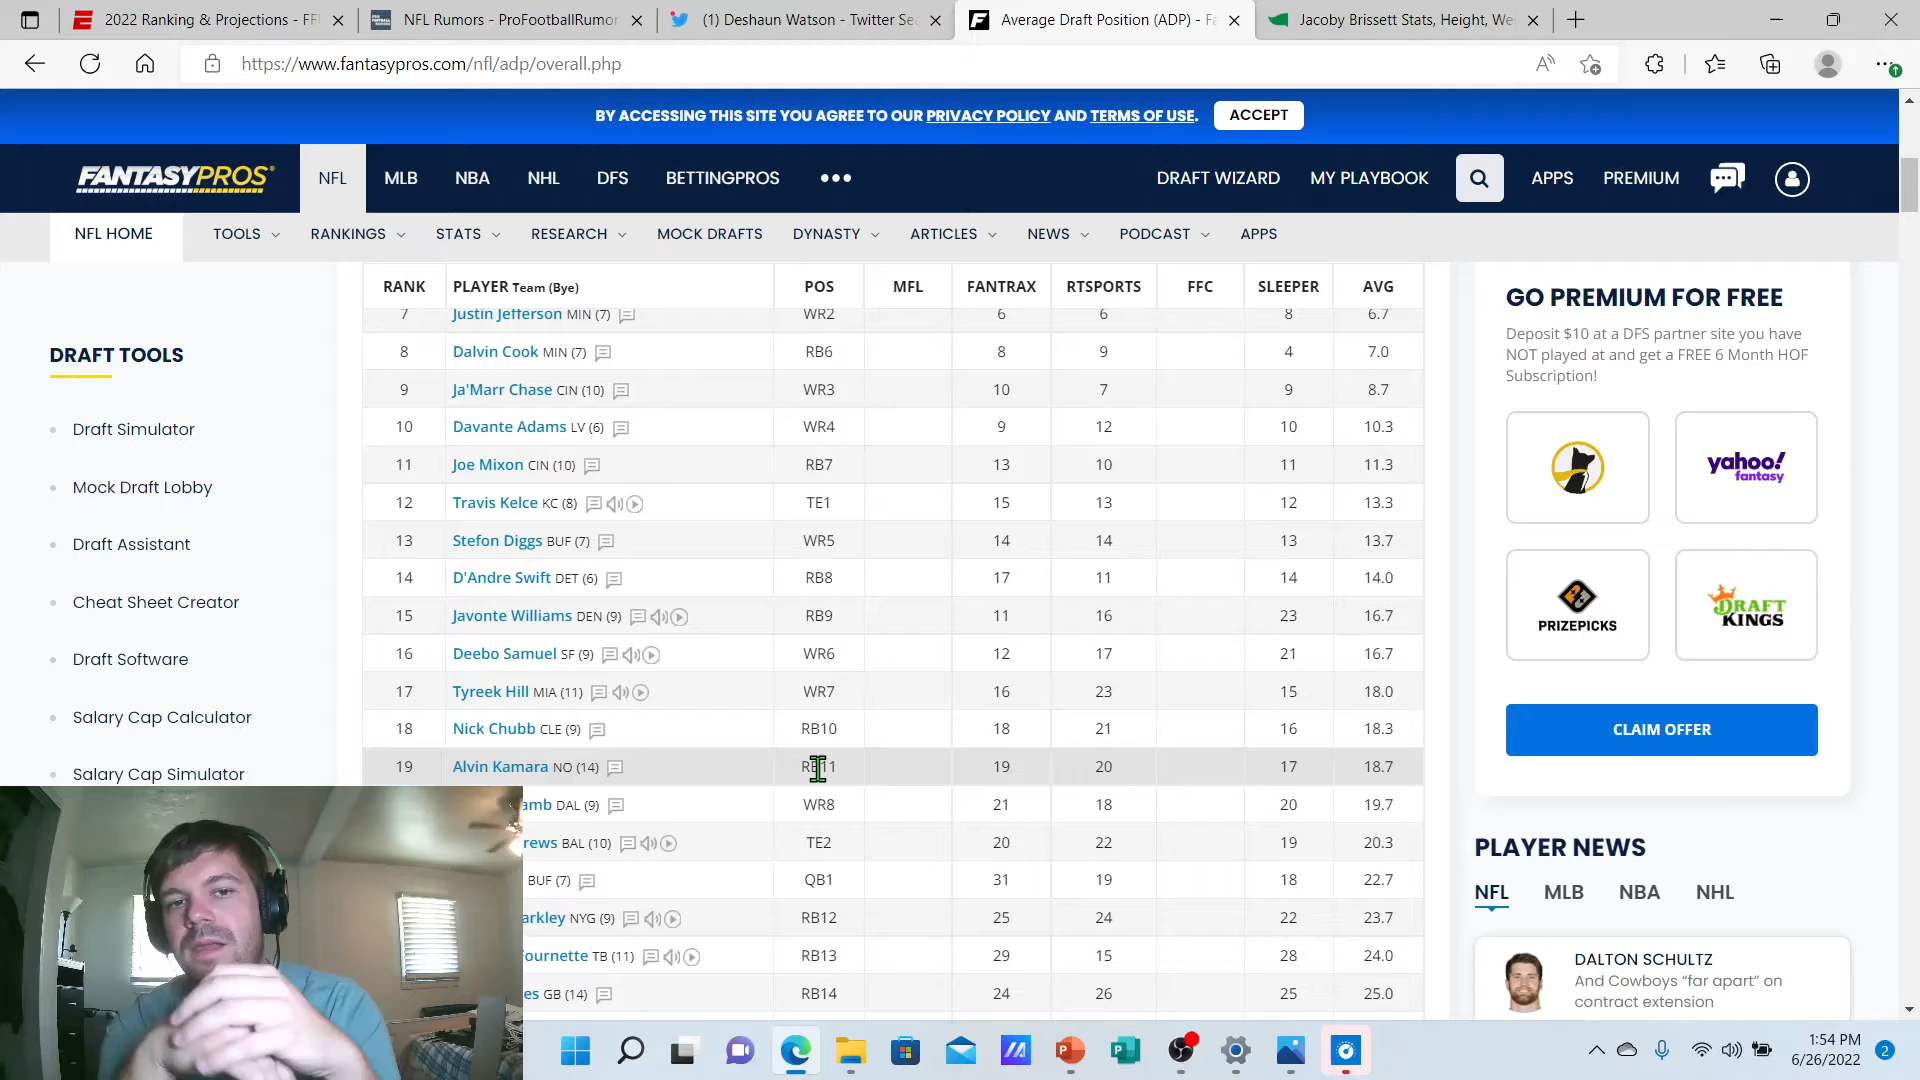 2022 Ranking & Projections - FF
NFL Rumors - ProFootballRumo
(1) Deshaun Watson - Twitter Se
Average Draft Position (ADP) - Fa
Jacoby Brissett Stats, Height, We
https://www.fantasypros.com/nfl/adp/overall.php
BY ACCESSING THIS SITE YOU AGREE TO OUR PRIVACY POLICY AND TERMS OF USE. ACCEPT
FANTASYPROS NFL MLB NBA NHL DFS BETTINGPROS ••• DRAFT WIZARD MY PLAYBOOK APPS PREMIUM
NFL HOME TOOLS RANKINGS STATS RESEARCH MOCK DRAFTS DYNASTY ARTICLES NEWS PODCAST APPS
DRAFT TOOLS
Draft Simulator
Mock Draft Lobby
Draft Assistant
Cheat Sheet Creator
Draft Software
Salary Cap Calculator
Salary Cap Simulator
RANK PLAYER Team (Bye) POS MFL FANTRAX RTSPORTS FFC SLEEPER AVG
7 Justin Jefferson MIN (7) WR2 6 6 8 6.7
8 Dalvin Cook MIN (7) RB6 8 9 4 7.0
9 Ja'Marr Chase CIN (10) WR3 10 7 9 8.7
10 Davante Adams LV (6) WR4 9 12 10 10.3
11 Joe Mixon CIN (10) RB7 13 10 11 11.3
12 Travis Kelce KC (8) TE1 15 13 12 13.3
13 Stefon Diggs BUF (7) WR5 14 14 13 13.7
14 D'Andre Swift DET (6) RB8 17 11 14 14.0
15 Javonte Williams DEN (9) RB9 11 16 23 16.7
16 Deebo Samuel SF (9) WR6 12 17 21 16.7
17 Tyreek Hill MIA (11) WR7 16 23 15 18.0
18 Nick Chubb CLE (9) RB10 18 21 16 18.3
19 Alvin Kamara NO (14) RB11 19 20 17 18.7
amb DAL (9) WR8 21 18 20 19.7
rews BAL (10) TE2 20 22 19 20.3
BUF (7) QB1 31 19 18 22.7
arkley NYG (9) RB12 25 24 22 23.7
ournette TB (11) RB13 29 15 28 24.0
es GB (14) RB14 24 26 25 25.0
GO PREMIUM FOR FREE
Deposit $10 at a DFS partner site you have
NOT played at and get a FREE 6 Month HOF
Subscription!
yahoo!
fantasy
PRIZEPICKS
DRAFT
KINGS
CLAIM OFFER
PLAYER NEWS
NFL MLB NBA NHL
DALTON SCHULTZ
And Cowboys “far apart” on
contract extension
1:54 PM
6/26/2022
2